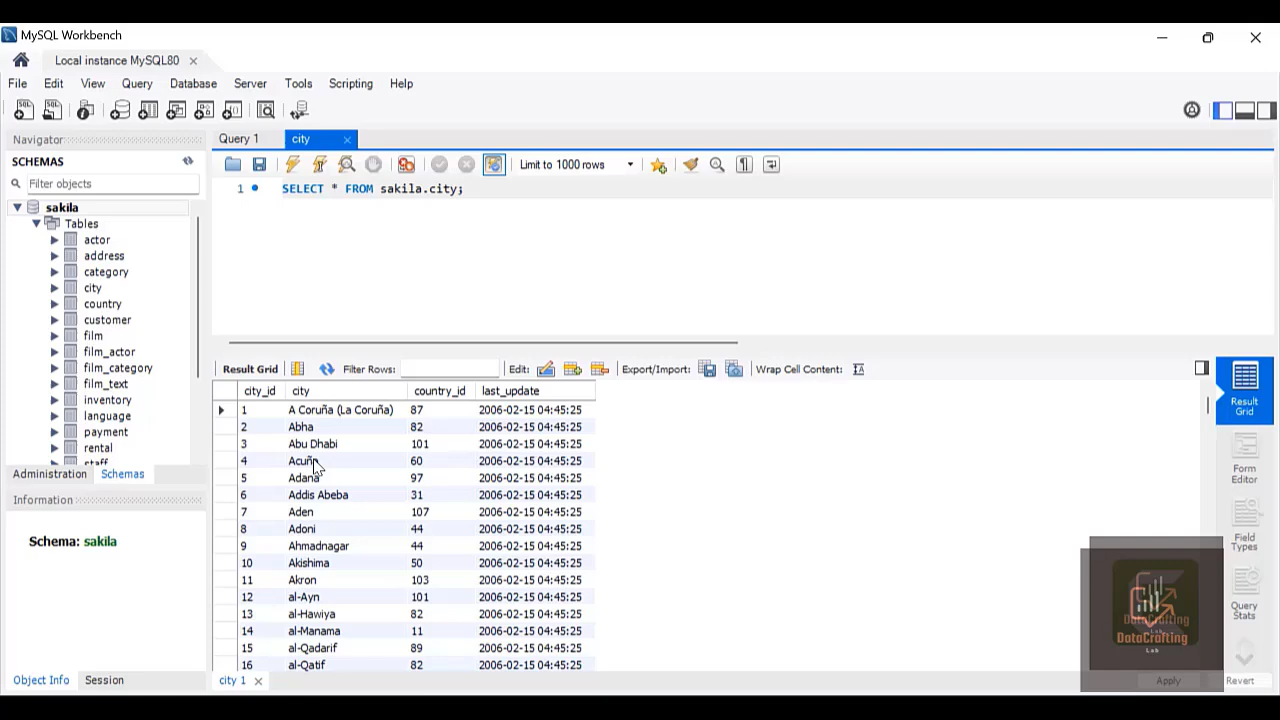 MySQL Workbench
Local instance MySQL80
File Edit View Query Database Server Tools Scripting Help
Navigator
SCHEMAS
Filter objects
sakila
Tables
actor
address
category
city
country
customer
film
film_actor
film_category
film_text
inventory
language
payment
rental
staff
Administration Schemas
Information
Schema: sakila
Object Info Session
Query 1 city
Limit to 1000 rows
1 SELECT * FROM sakila.city;
Result Grid Filter Rows: Edit: Export/Import: Wrap Cell Content:
city_id city country_id last_update
1 A Coruña (La Coruña) 87 2006-02-15 04:45:25
2 Abha 82 2006-02-15 04:45:25
3 Abu Dhabi 101 2006-02-15 04:45:25
4 Acuña 60 2006-02-15 04:45:25
5 Adana 97 2006-02-15 04:45:25
6 Addis Abeba 31 2006-02-15 04:45:25
7 Aden 107 2006-02-15 04:45:25
8 Adoni 44 2006-02-15 04:45:25
9 Ahmadnagar 44 2006-02-15 04:45:25
10 Akishima 50 2006-02-15 04:45:25
11 Akron 103 2006-02-15 04:45:25
12 al-Ayn 101 2006-02-15 04:45:25
13 al-Hawiya 82 2006-02-15 04:45:25
14 al-Manama 11 2006-02-15 04:45:25
15 al-Qadarif 89 2006-02-15 04:45:25
16 al-Qatif 82 2006-02-15 04:45:25
city 1
Result
Grid
Form
Editor
Field
Types
Query
Stats
DataCrafting
Lab
DataCrafting
Lab
Apply Revert